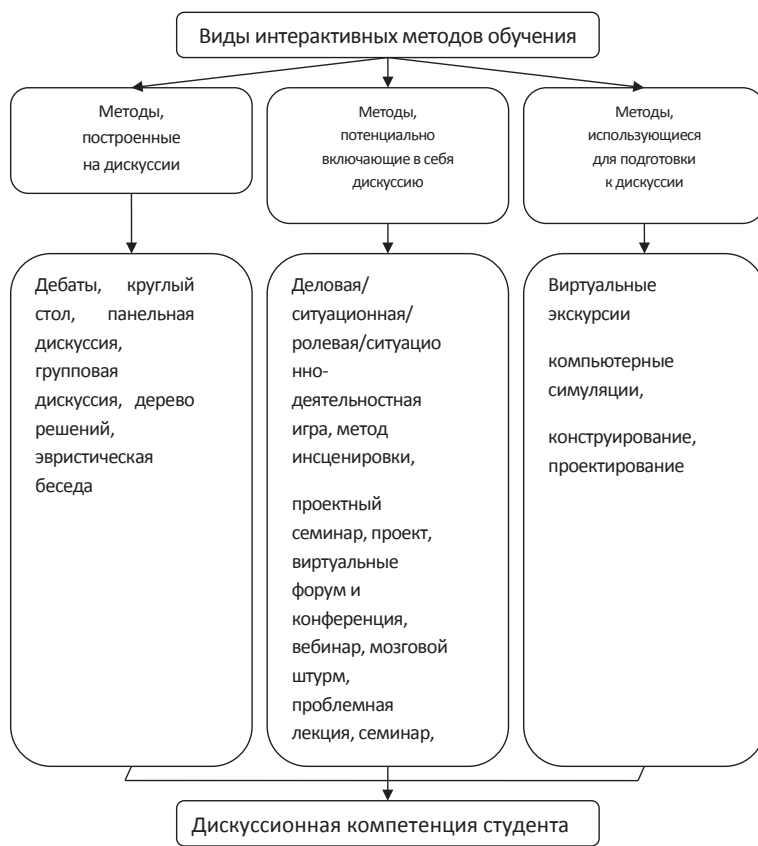 Виды интерактивных методов обучения
Методы,
построенные
на дискуссии
Методы,
потенциально
включающие в себя
дискуссию
Методы,
использующиеся
для подготовки
к дискуссии
Дебаты, круглый
стол, панельная
дискуссия,
групповая
дискуссия, дерево
решений,
эвристическая
беседа
Деловая/
ситуационная/
ролевая/ситуацио
нно-
деятельностная
игра, метод
инсценировки,
проектный
семинар, проект,
виртуальные
форум и
конференция,
вебинар, мозговой
штурм,
проблемная
лекция, семинар,
Виртуальные
экскурсии
компьютерные
симуляции,
конструирование,
проектирование
Дискуссионная компетенция студента